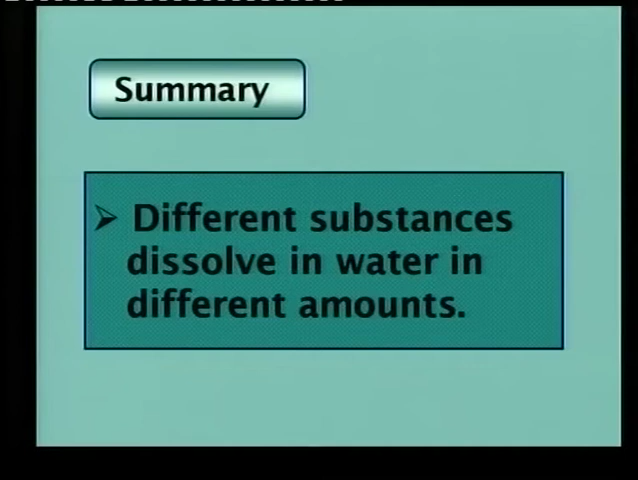 Summary
➢ Different substances
dissolve in water in
different amounts.